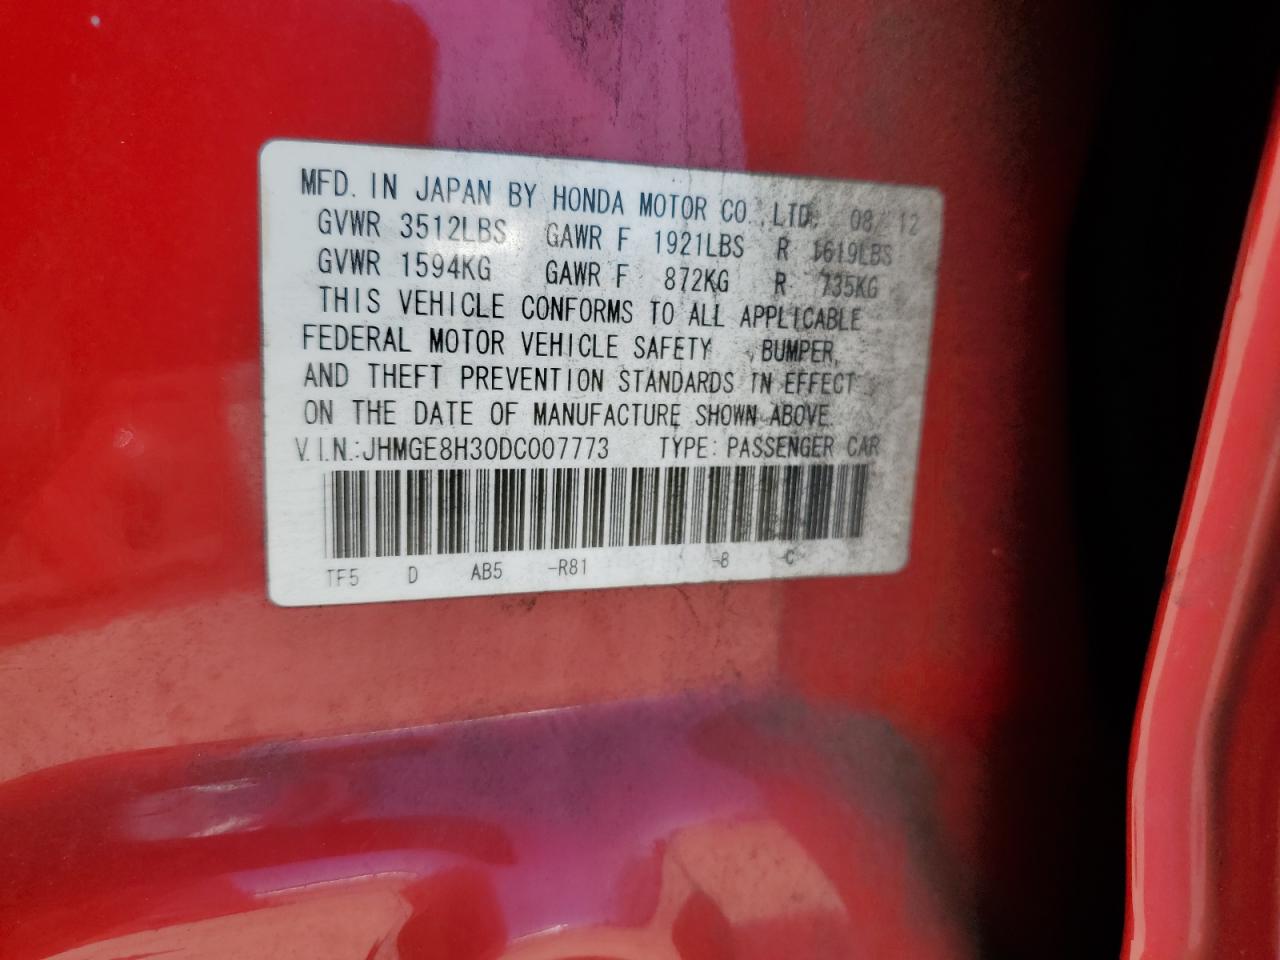 MFD. IN JAPAN BY HONDA MOTOR CO., LTD. 08/12
GVWR 3512LBS GAWR F 1921LBS R 1619LBS
GVWR 1594KG GAWR F 872KG R 735KG
THIS VEHICLE CONFORMS TO ALL APPLICABLE
FEDERAL MOTOR VEHICLE SAFETY , BUMPER,
AND THEFT PREVENTION STANDARDS IN EFFECT
ON THE DATE OF MANUFACTURE SHOWN ABOVE.
V.I.N.:JHMGE8H30DC007773 TYPE: PASSENGER CAR
TF5 D AB5 -R81 -8 -C